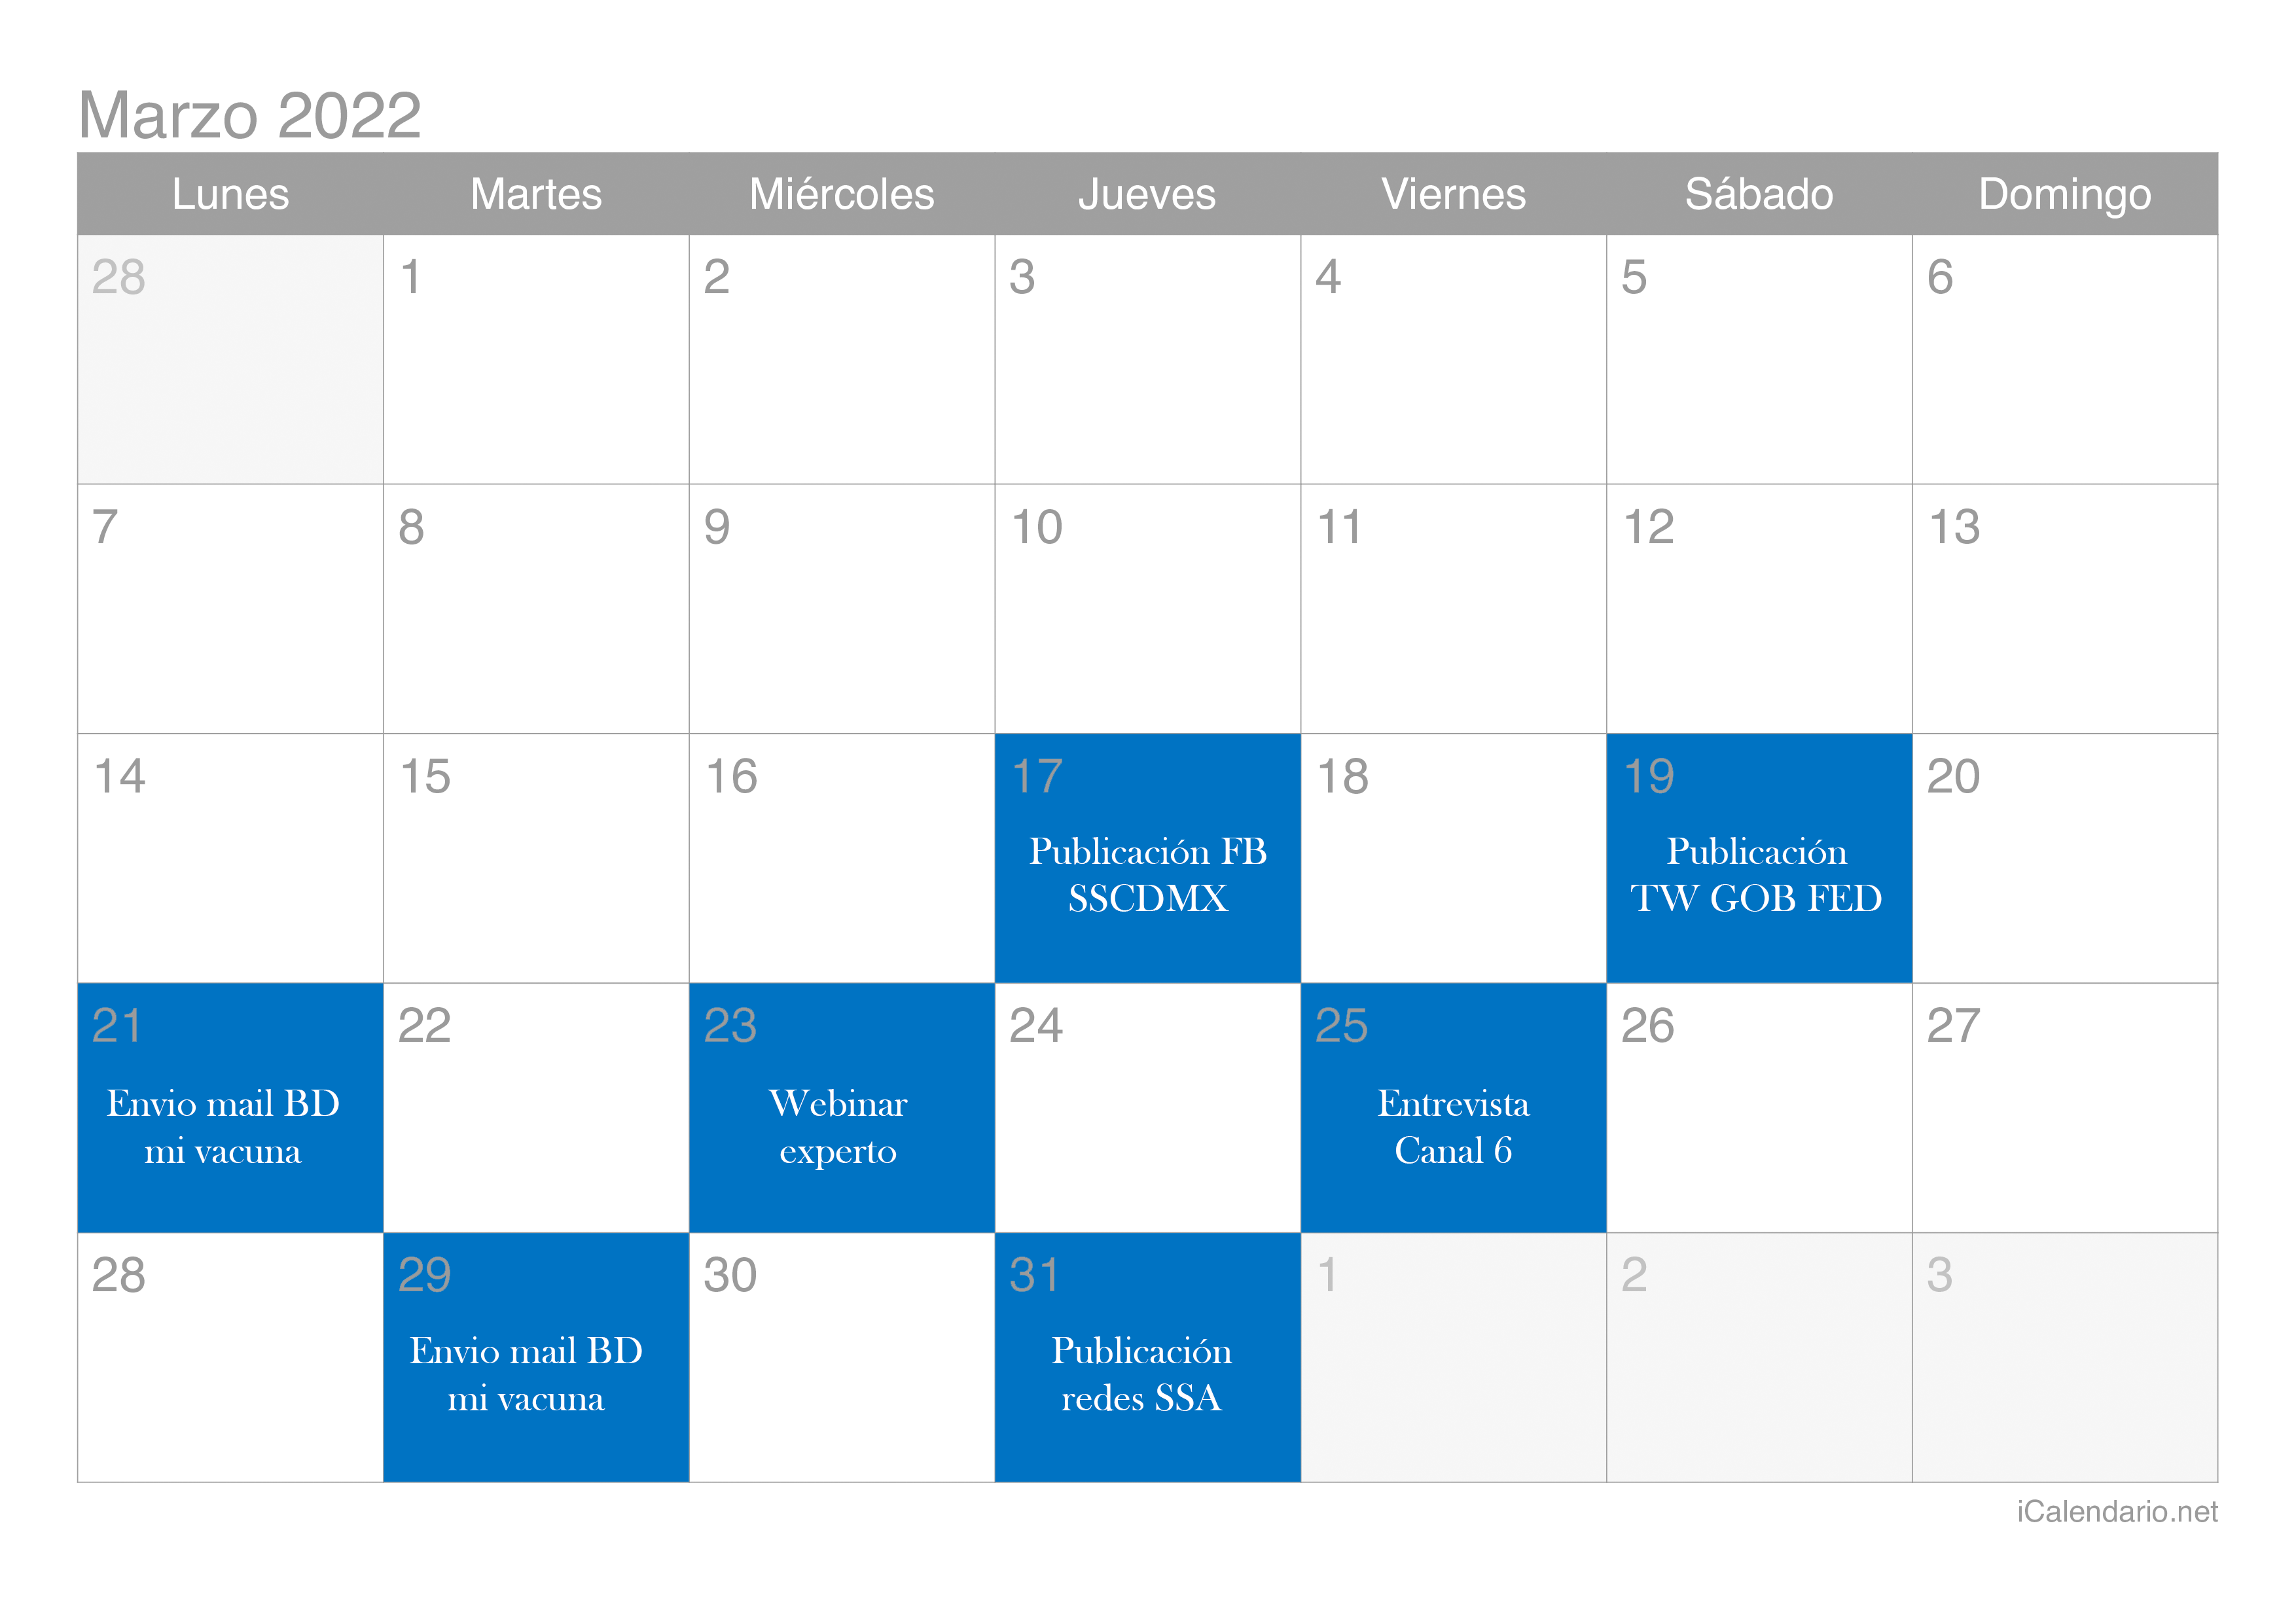 Marzo 2022
Lunes Martes Miércoles Jueves Viernes Sábado Domingo
28 1 2 3 4 5 6
7 8 9 10 11 12 13
14 15 16 17 18 19 20
Publicación FB Publicación
SSCDMX TW GOB FED
21 22 23 24 25 26 27
Envio mail BD Webinar Entrevista
mi vacuna experto Canal 6
28 29 30 31 1 2 3
Envio mail BD Publicación
mi vacuna redes SSA
iCalendario.net